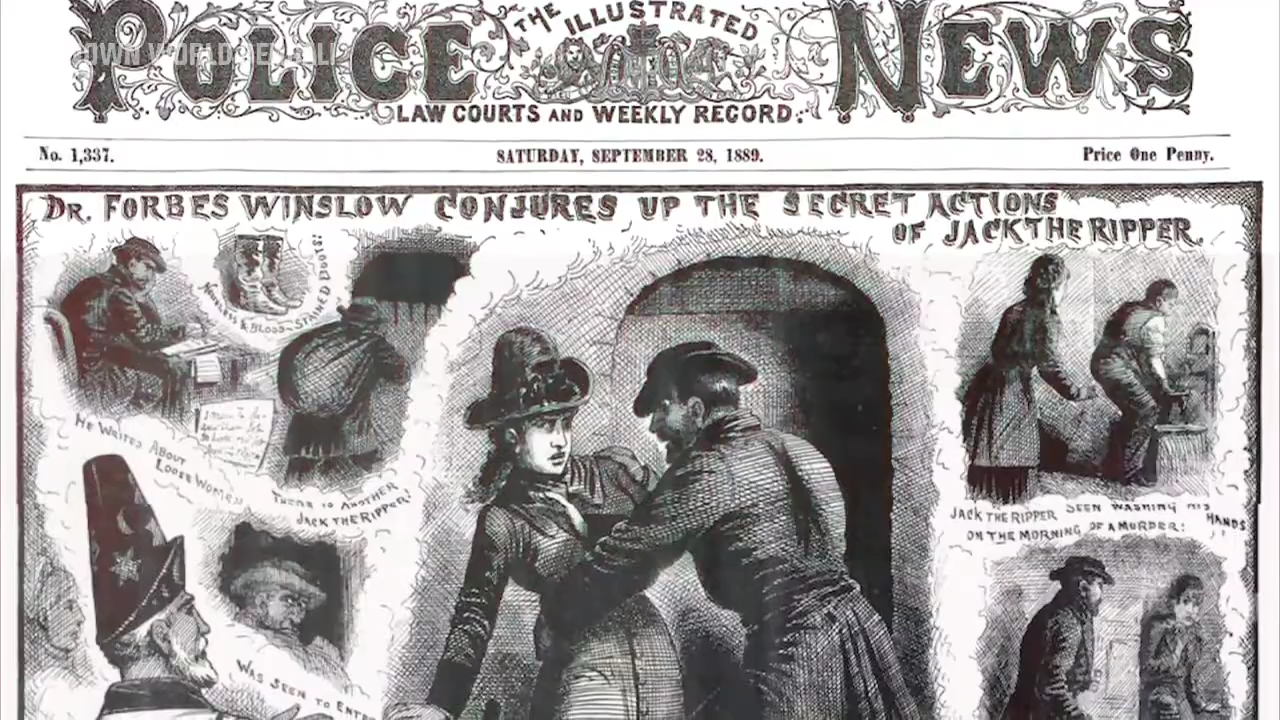 THE ILLUSTRATED
POLICE NEWS
LAW COURTS AND WEEKLY RECORD.
No. 1,337.
SATURDAY, SEPTEMBER 28, 1889.
Price One Penny.
DR. FORBES WINSLOW CONJURES UP THE SECRET ACTIONS
OF JACK THE RIPPER.
NOISELESS & BLOOD-STAINED BOOTS!
HE WRITES ABOUT
LOOSE WOMEN
THERE IS ANOTHER
JACK THE RIPPER!
JACK THE RIPPER SEEN WASHING HIS
HANDS
ON THE MORNING OF A MURDER!
WAS SEEN TO ENTER